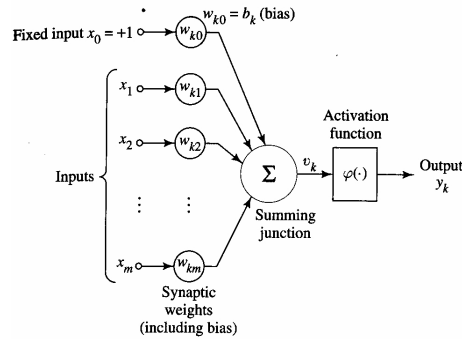 w_k0 = b_k (bias)
Fixed input x_0 = +1
w_k0
x_1
w_k1
Activation
function
x_2
w_k2
Inputs
Σ
v_k
φ(·)
Output
y_k
Summing
junction
x_m
w_km
Synaptic
weights
(including bias)